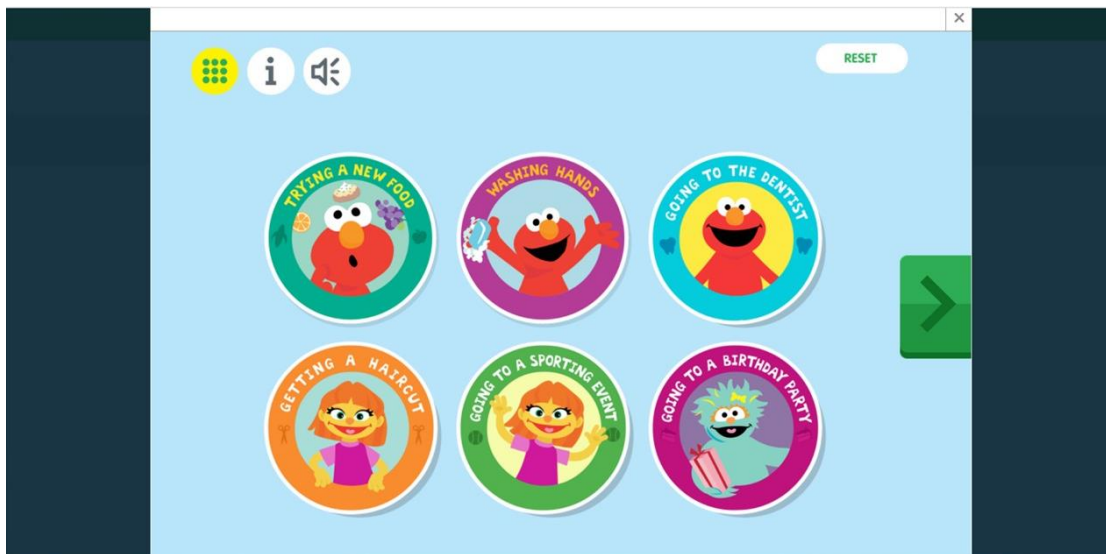 RESET
TRYING A NEW FOOD
WASHING HANDS
GOING TO THE DENTIST
GETTING A HAIRCUT
GOING TO A SPORTING EVENT
GOING TO A BIRTHDAY PARTY